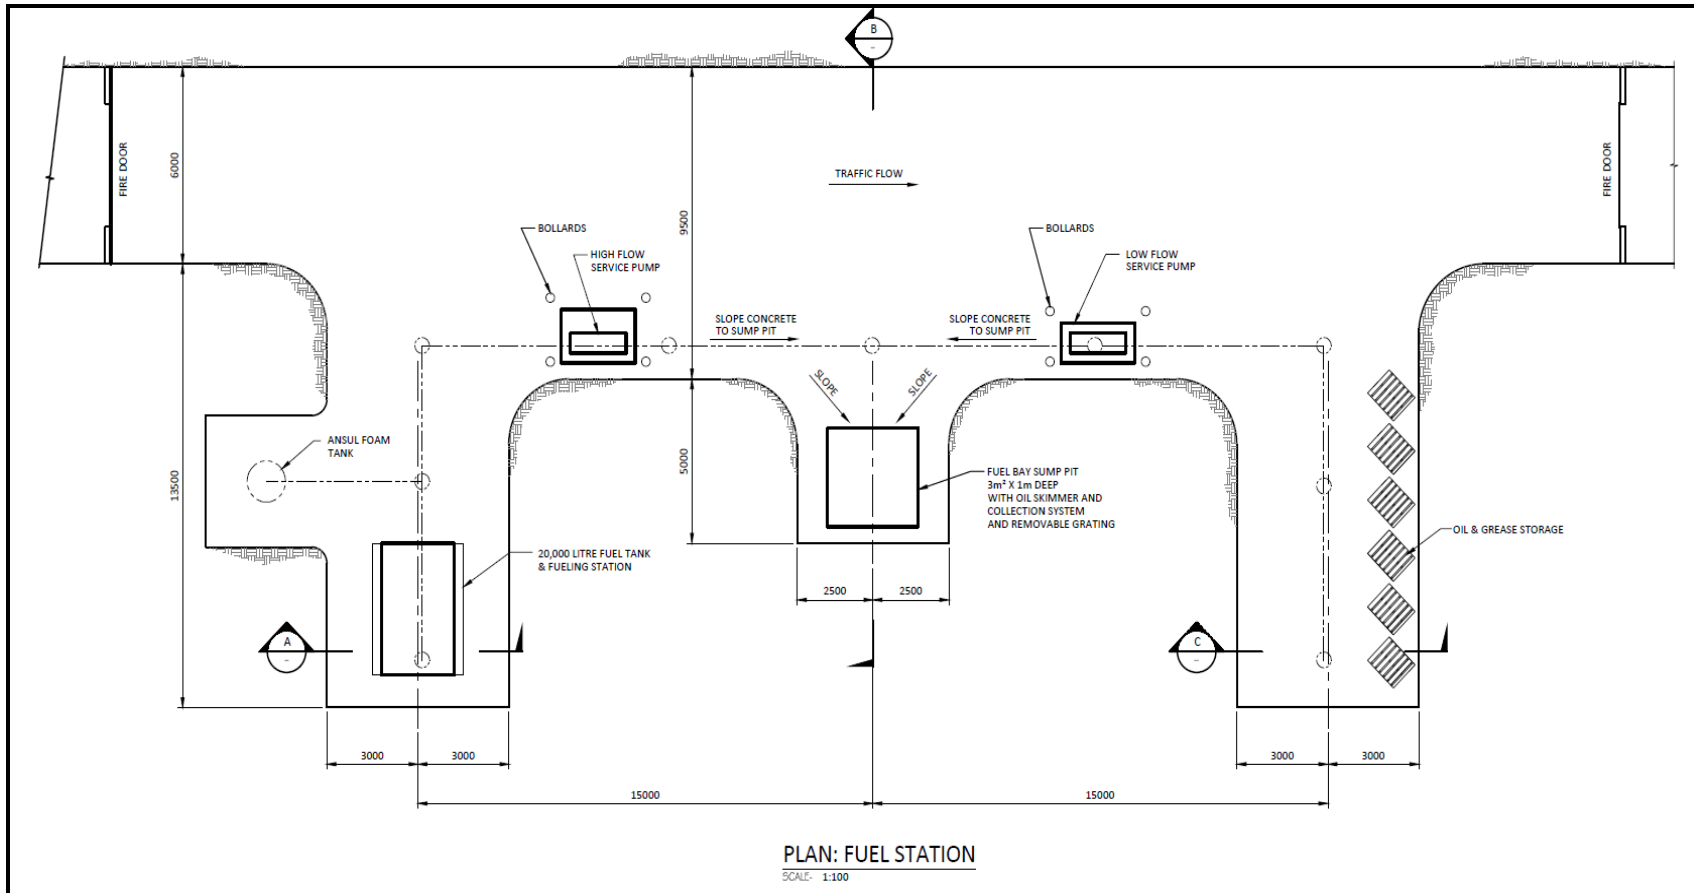 B
-
FIRE DOOR
6000
9500
TRAFFIC FLOW
FIRE DOOR
BOLLARDS
HIGH FLOW
SERVICE PUMP
BOLLARDS
LOW FLOW
SERVICE PUMP
SLOPE CONCRETE
TO SUMP PIT
SLOPE CONCRETE
TO SUMP PIT
SLOPE
SLOPE
ANSUL FOAM
TANK
13500
5000
FUEL BAY SUMP PIT
3m² X 1m DEEP
WITH OIL SKIMMER AND
COLLECTION SYSTEM
AND REMOVABLE GRATING
OIL & GREASE STORAGE
20,000 LITRE FUEL TANK
& FUELING STATION
2500
2500
A
-
C
-
3000
3000
3000
3000
15000
15000
PLAN: FUEL STATION
SCALE- 1:100